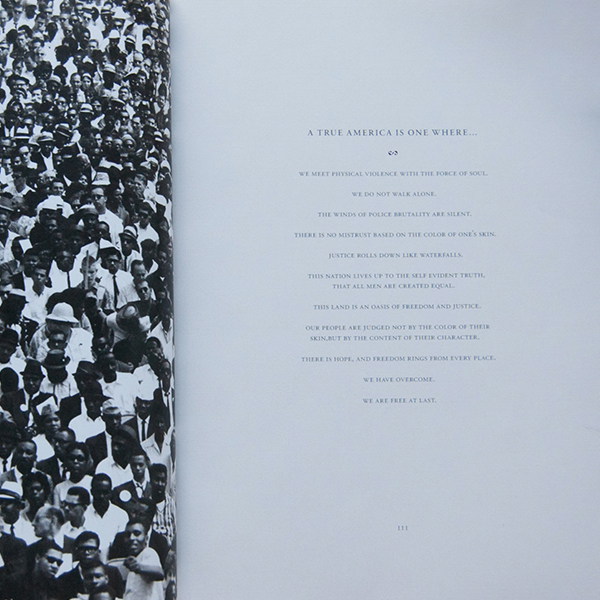 A TRUE AMERICA IS ONE WHERE...
WE MEET PHYSICAL VIOLENCE WITH THE FORCE OF SOUL.
WE DO NOT WALK ALONE.
THE WINDS OF POLICE BRUTALITY ARE SILENT.
THERE IS NO MISTRUST BASED ON THE COLOR OF ONE'S SKIN.
JUSTICE ROLLS DOWN LIKE WATERFALLS.
THIS NATION LIVES UP TO THE SELF EVIDENT TRUTH,
THAT ALL MEN ARE CREATED EQUAL.
THIS LAND IS AN OASIS OF FREEDOM AND JUSTICE.
OUR PEOPLE ARE JUDGED NOT BY THE COLOR OF THEIR
SKIN,BUT BY THE CONTENT OF THEIR CHARACTER.
THERE IS HOPE, AND FREEDOM RINGS FROM EVERY PLACE.
WE HAVE OVERCOME.
WE ARE FREE AT LAST.
III